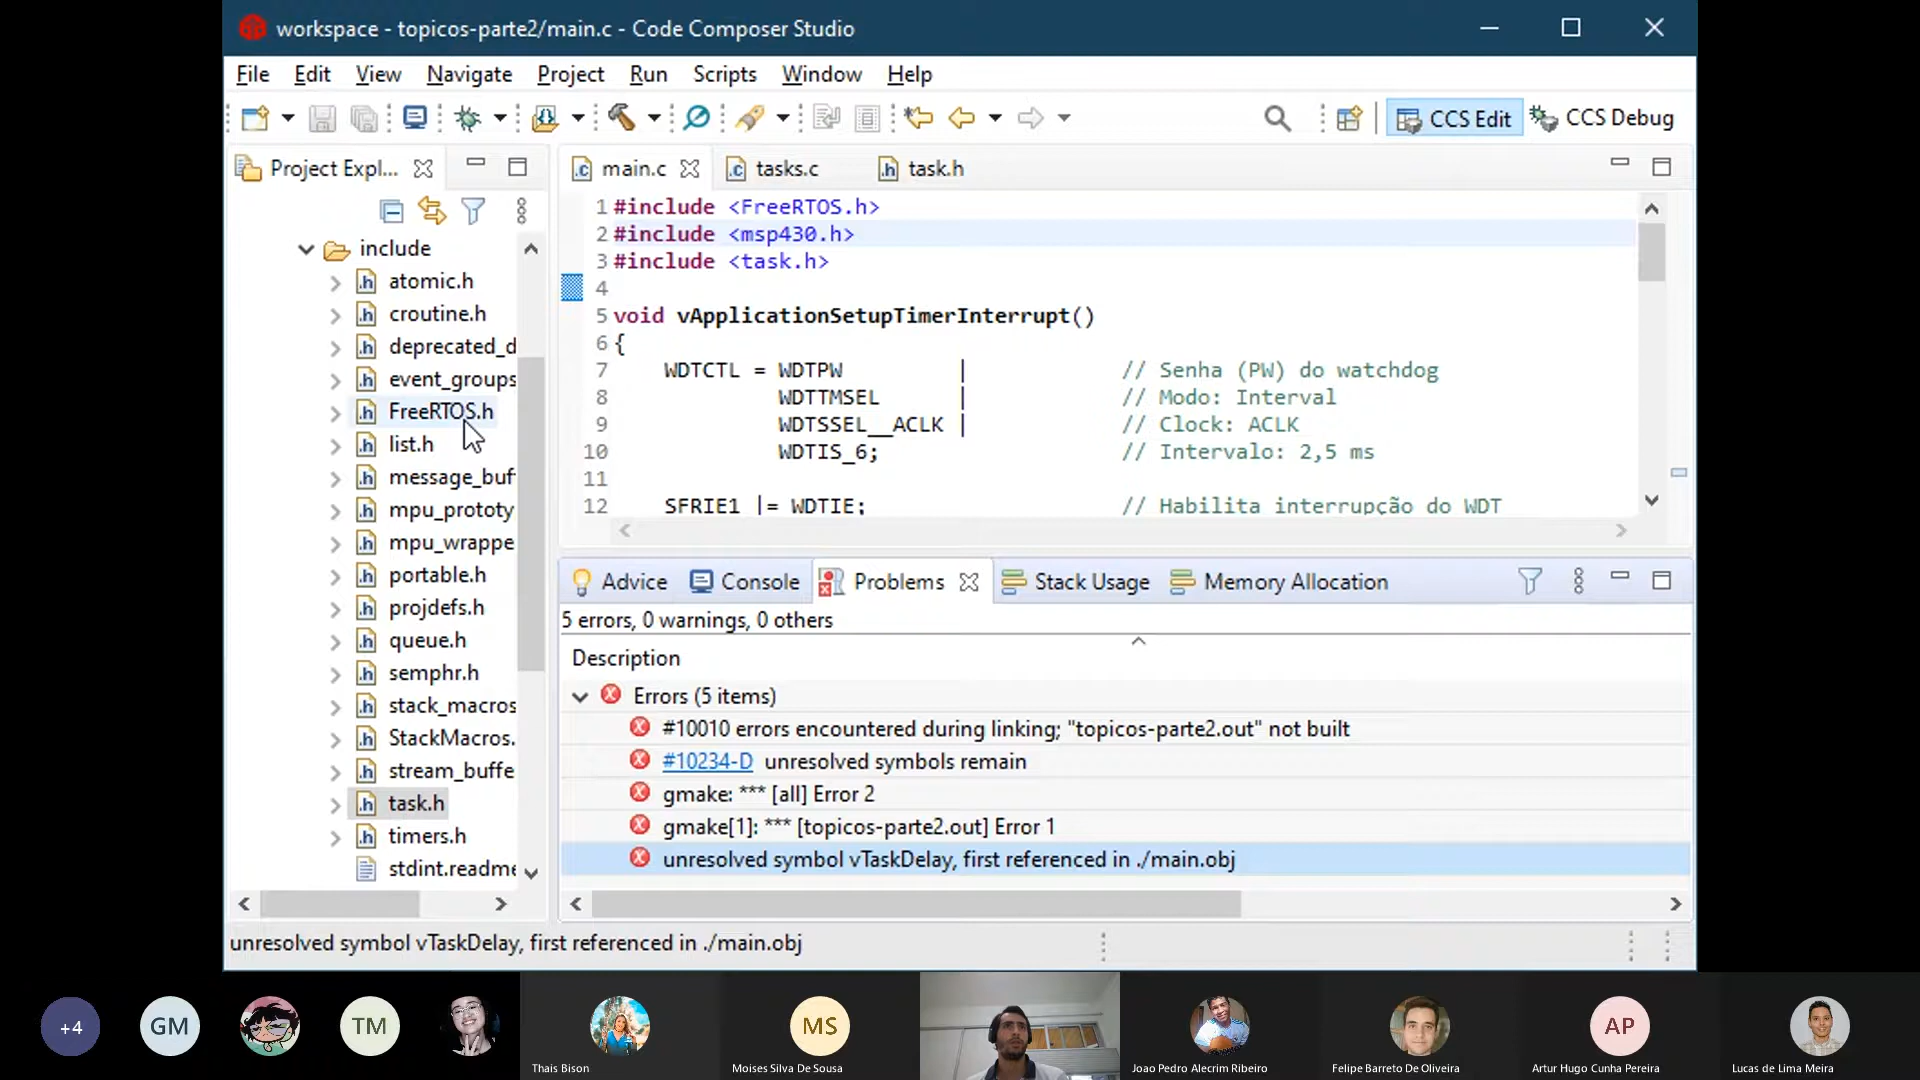 workspace - topicos-parte2/main.c - Code Composer Studio
File Edit View Navigate Project Run Scripts Window Help
CCS Edit CCS Debug
Project Expl...
main.c tasks.c task.h
include
atomic.h
croutine.h
deprecated_d
event_groups
FreeRTOS.h
list.h
message_buf
mpu_prototy
mpu_wrappe
portable.h
projdefs.h
queue.h
semphr.h
stack_macros
StackMacros.
stream_buffe
task.h
timers.h
stdint.readme
1 #include <FreeRTOS.h>
2 #include <msp430.h>
3 #include <task.h>
4
5 void vApplicationSetupTimerInterrupt()
6 {
7 WDTCTL = WDTPW | // Senha (PW) do watchdog
8 WDTTMSEL | // Modo: Interval
9 WDTSSEL__ACLK | // Clock: ACLK
10 WDTIS_6; // Intervalo: 2,5 ms
11
12 SFRIE1 |= WDTIE; // Habilita interrupção do WDT
Advice Console Problems Stack Usage Memory Allocation
5 errors, 0 warnings, 0 others
Description
Errors (5 items)
#10010 errors encountered during linking; "topicos-parte2.out" not built
#10234-D unresolved symbols remain
gmake: *** [all] Error 2
gmake[1]: *** [topicos-parte2.out] Error 1
unresolved symbol vTaskDelay, first referenced in ./main.obj
unresolved symbol vTaskDelay, first referenced in ./main.obj
+4 GM TM MS AP
Thais Bison Moises Silva De Sousa Joao Pedro Alecrim Ribeiro Felipe Barreto De Oliveira Artur Hugo Cunha Pereira Lucas de Lima Meira